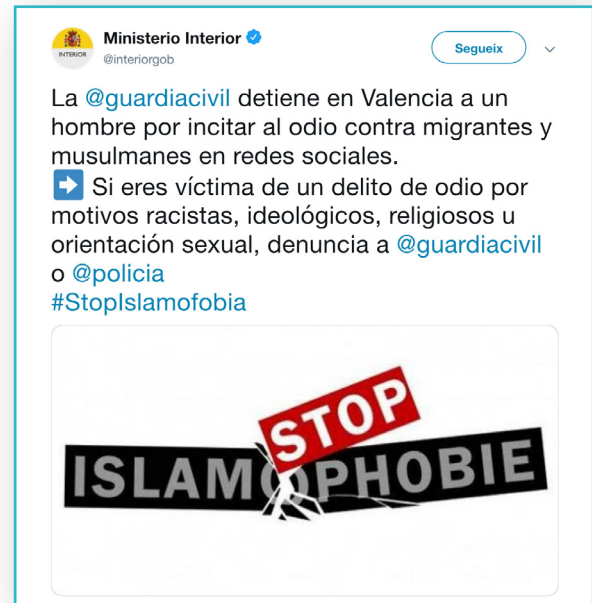 Ministerio Interior
@interiorgob
INTERIOR
Segueix
La @guardiacivil detiene en Valencia a un
hombre por incitar al odio contra migrantes y
musulmanes en redes sociales.
➡ Si eres víctima de un delito de odio por
motivos racistas, ideológicos, religiosos u
orientación sexual, denuncia a @guardiacivil
o @policia
#StopIslamofobia
STOP
ISLAMOPHOBIE